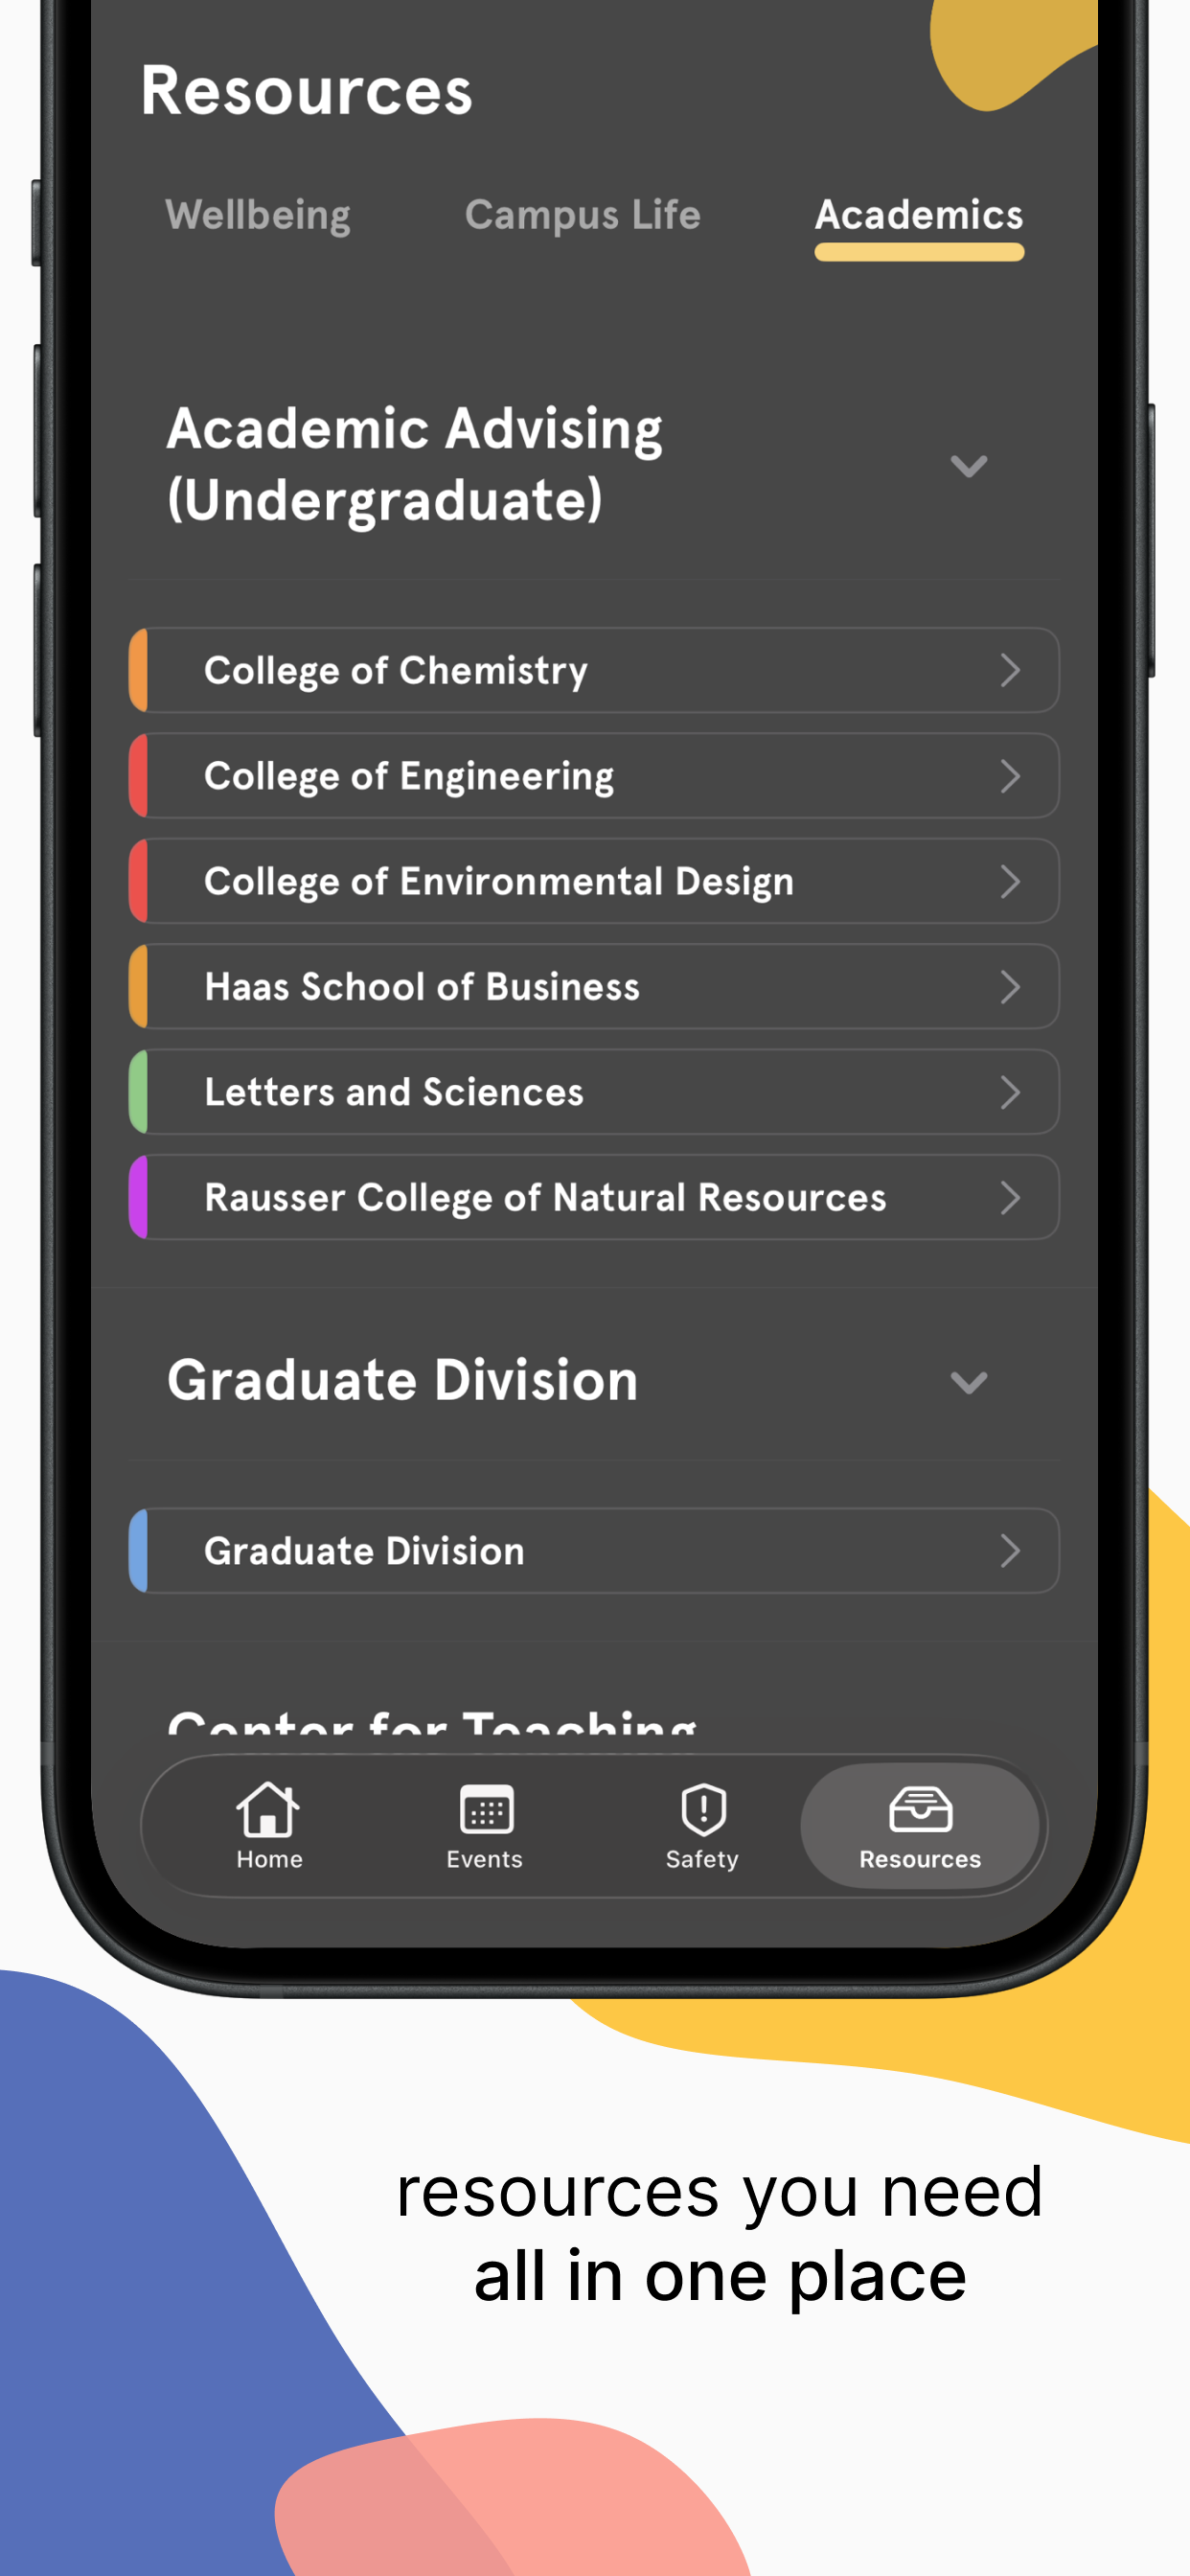 Resources
Wellbeing Campus Life Academics
Academic Advising
(Undergraduate)
College of Chemistry
College of Engineering
College of Environmental Design
Haas School of Business
Letters and Sciences
Rausser College of Natural Resources
Graduate Division
Graduate Division
Center for Teaching
Home Events Safety Resources
resources you need
all in one place